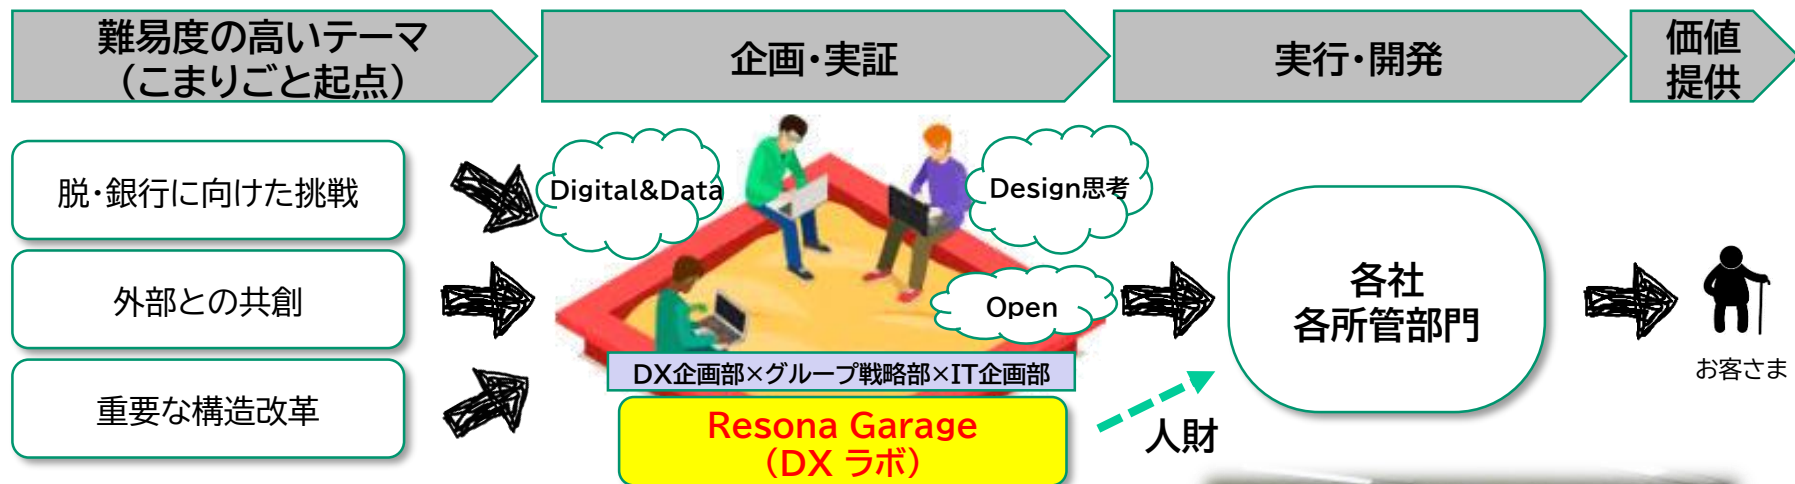 難易度の高いテーマ
（こまりごと起点）
企画・実証
実行・開発
価値
提供
脱・銀行に向けた挑戦
外部との共創
重要な構造改革
Digital&Data
Design思考
Open
DX企画部×グループ戦略部×IT企画部
Resona Garage
（DX ラボ）
人財
各社
各所管部門
お客さま